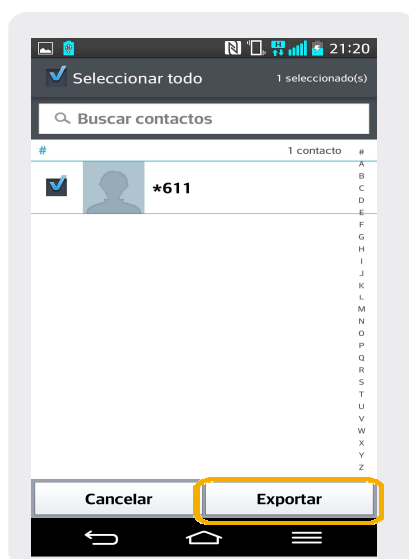 21:20
Seleccionar todo 1 seleccionado(s)
Buscar contactos
# 1 contacto
*611
#
A
B
C
D
E
F
G
H
I
J
K
L
M
N
O
P
Q
R
S
T
U
V
W
X
Y
Z
Cancelar Exportar